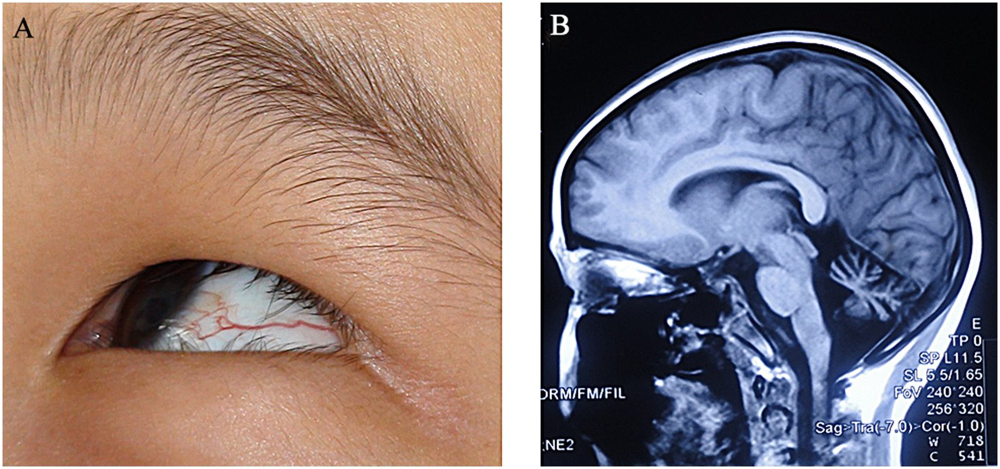 A
B
E
TP 0
SP L11.5
SL 5.5/1.65
FoV 240*240
256*320
Sag>Tra(-7.0)>Cor(-1.0)
W 718
C 541
ORM/FM/FIL
:NE2